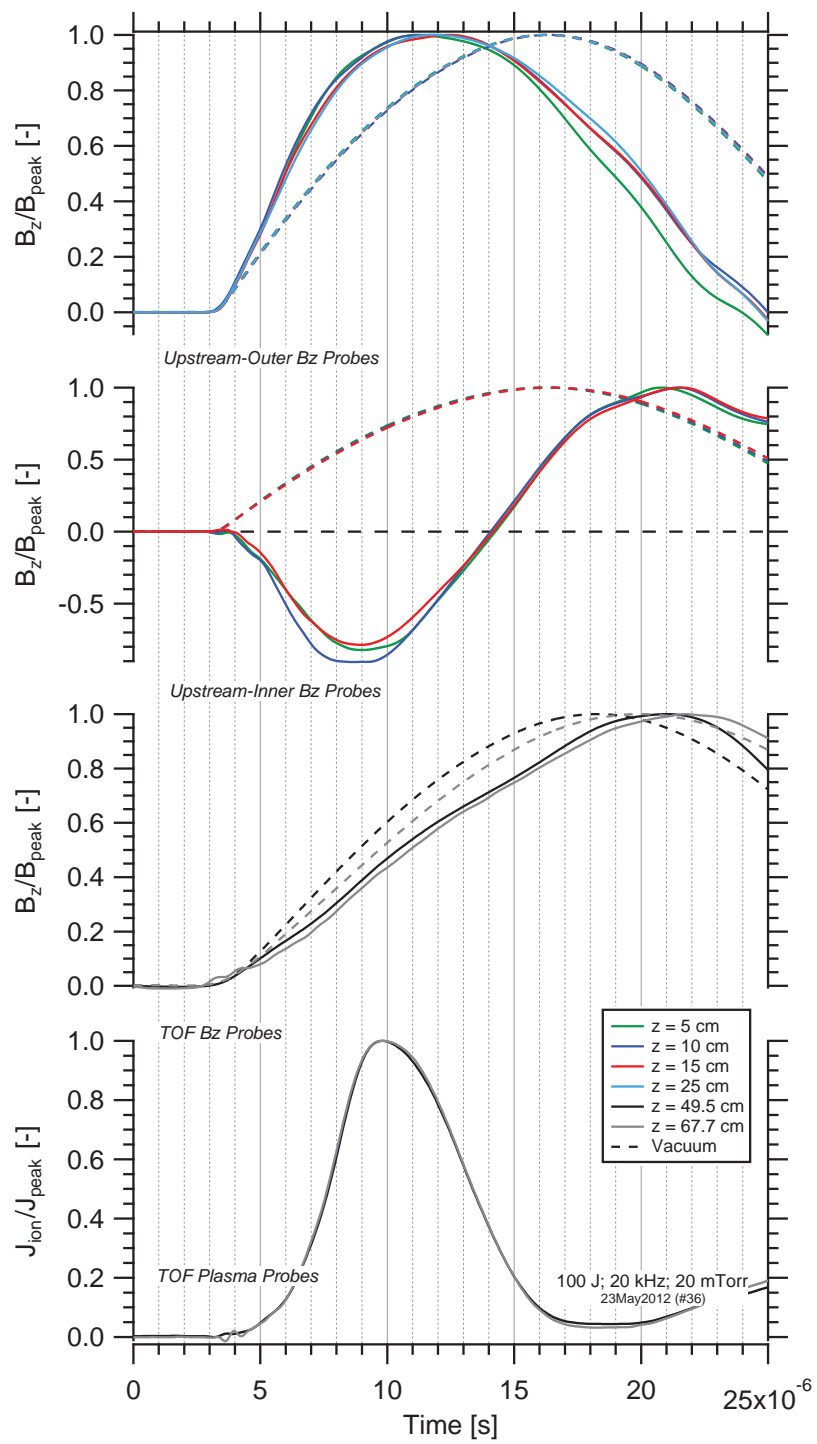 1.0
0.8
0.6
0.4
0.2
0.0
Bz/Bpeak [-]
Upstream-Outer Bz Probes
1.0
0.5
0.0
-0.5
Bz/Bpeak [-]
Upstream-Inner Bz Probes
1.0
0.8
0.6
0.4
0.2
0.0
Bz/Bpeak [-]
TOF Bz Probes
z = 5 cm
z = 10 cm
z = 15 cm
z = 25 cm
z = 49.5 cm
z = 67.7 cm
Vacuum
1.0
0.8
0.6
0.4
0.2
1.0
Jion/Jpeak [-]
TOF Plasma Probes
100 J; 20 kHz; 20 mTorr
23May2012 (#36)
0
5
10
15
20
25x10-6
Time [s]